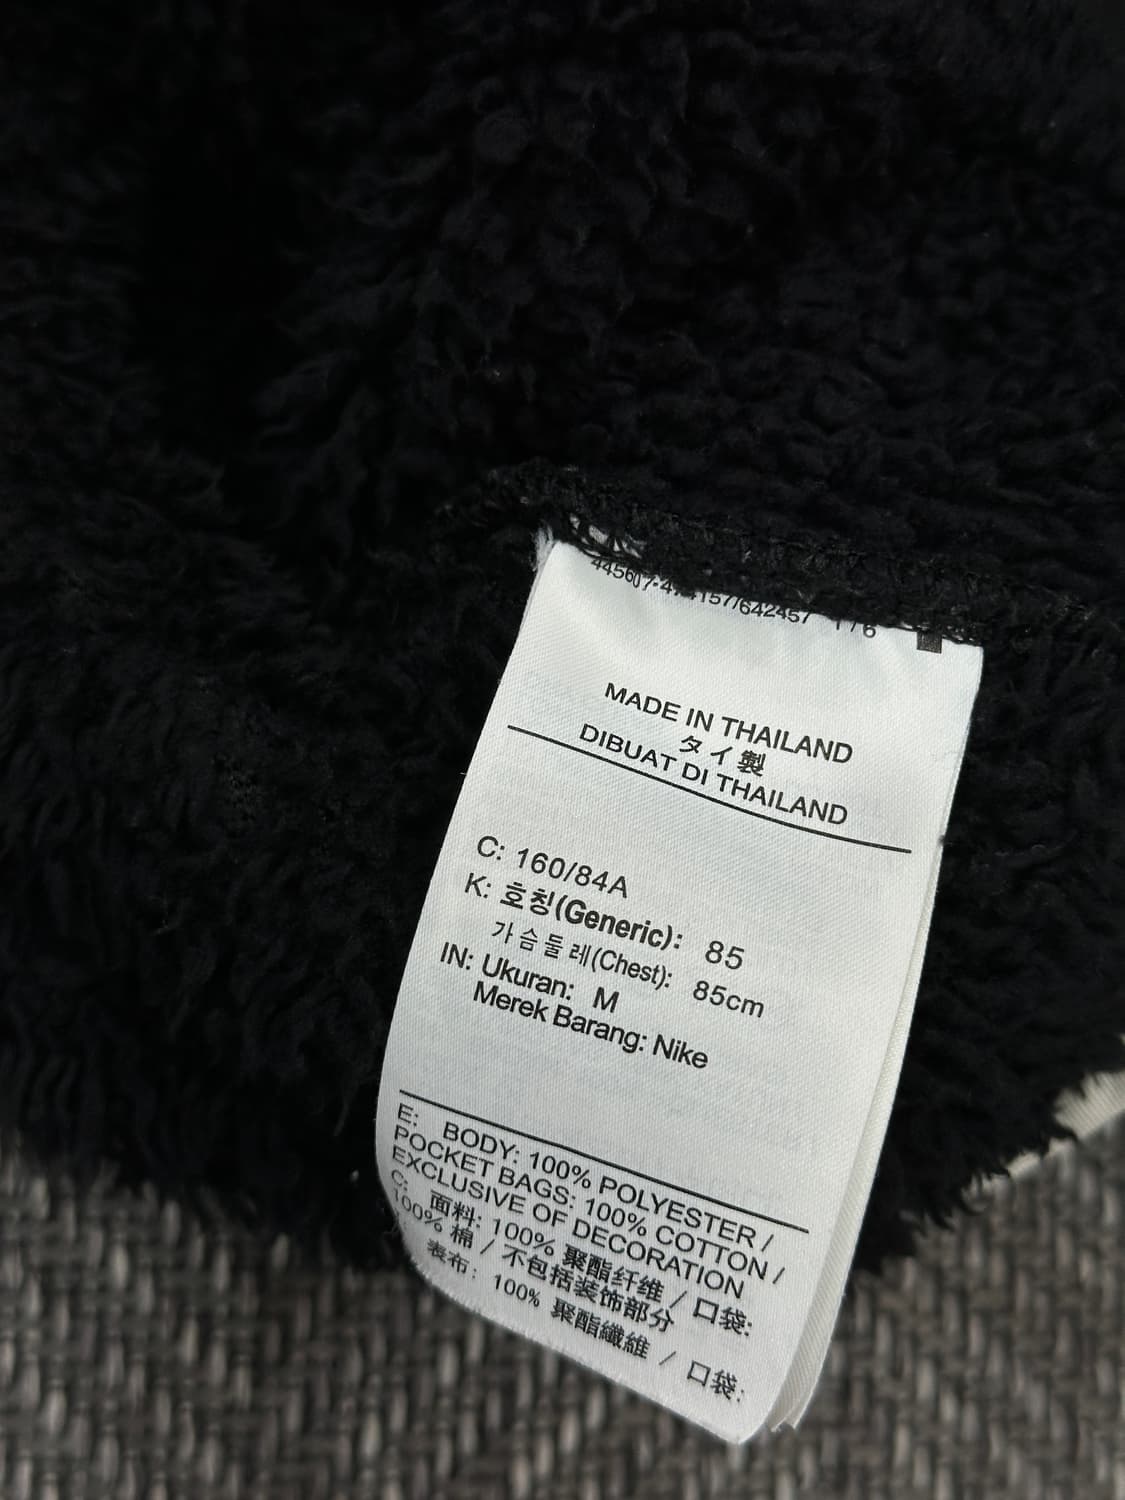 1/6
MADE IN THAILAND
タイ製
DIBUAT DI THAILAND
C: 160/84A
K: 호칭(Generic): 85
가슴둘레(Chest): 85cm
IN: Ukuran: M
Merek Barang: Nike
E: BODY: 100% POLYESTER /
POCKET BAGS: 100% COTTON /
EXCLUSIVE OF DECORATION
C: 面料: 100% 聚酯纤维 / 口袋:
100% 棉 / 不包括装饰部分
表布: 100% 聚酯纖維 / 口袋: